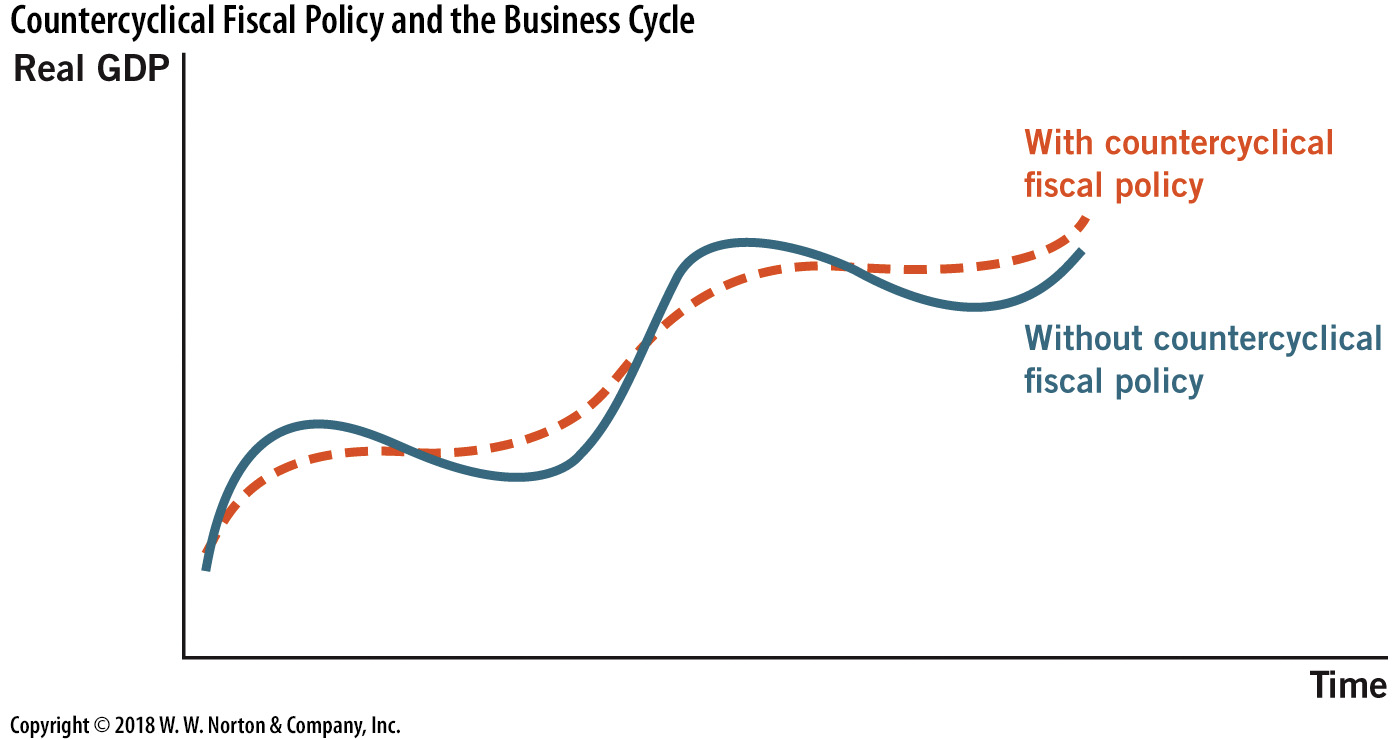 Countercyclical Fiscal Policy and the Business Cycle
Real GDP
With countercyclical
fiscal policy
Without countercyclical
fiscal policy
Time
Copyright © 2018 W. W. Norton & Company, Inc.